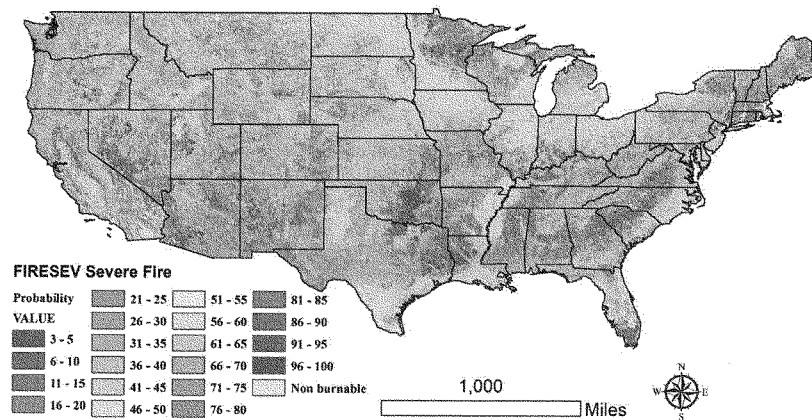 FIRESEV Severe Fire
Probability
VALUE
3 - 5
6 - 10
11 - 15
16 - 20
21 - 25
26 - 30
31 - 35
36 - 40
41 - 45
46 - 50
51 - 55
56 - 60
61 - 65
66 - 70
71 - 75
76 - 80
81 - 85
86 - 90
91 - 95
96 - 100
Non burnable
1,000
Miles
N
W E
S